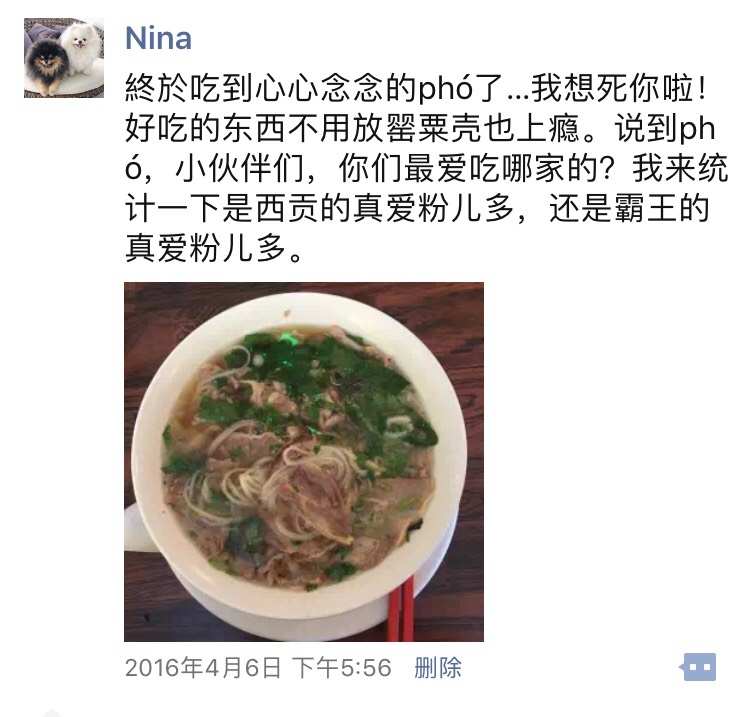 Nina
終於吃到心心念念的phó了...我想死你啦！
好吃的东西不用放罂粟壳也上瘾。说到ph
ó，小伙伴们，你们最爱吃哪家的？我来统
计一下是西贡的真爱粉儿多，还是霸王的
真爱粉儿多。
2016年4月6日 下午5:56 删除